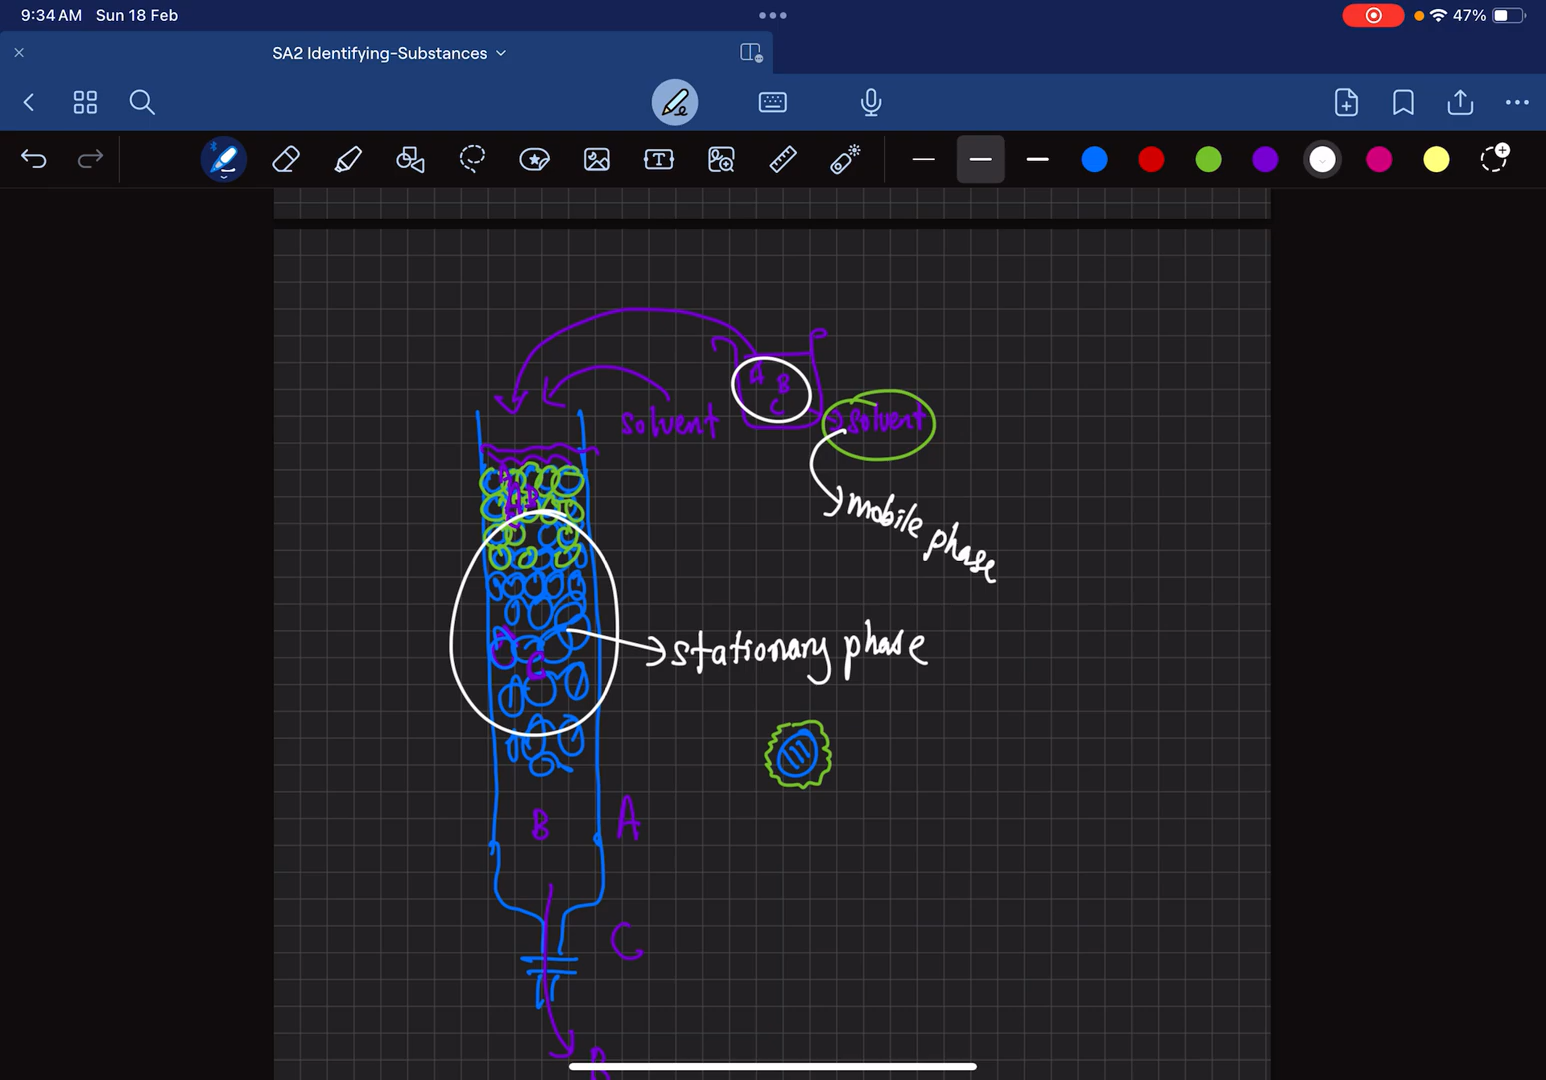 9:34 AM Sun 18 Feb
47%
SA2 Identifying-Substances
T
A
B
C
solvent
solvent
mobile phase
A B
stationary phase
C
B
A
C
B